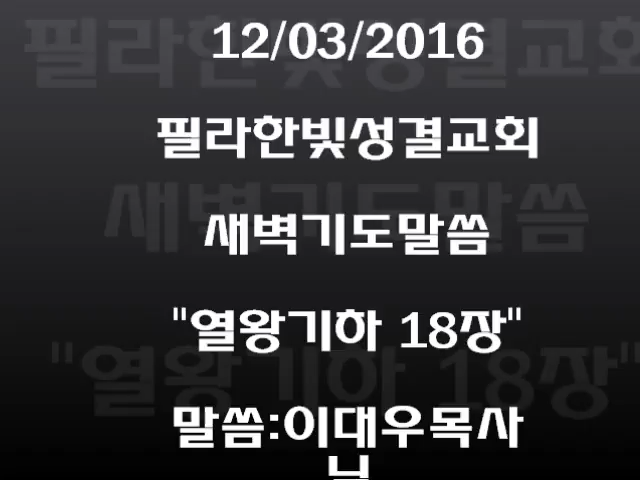 12/03/2016
필라한빛성결교회
새벽기도말씀
"열왕기하 18장"
말씀:이대우목사
님